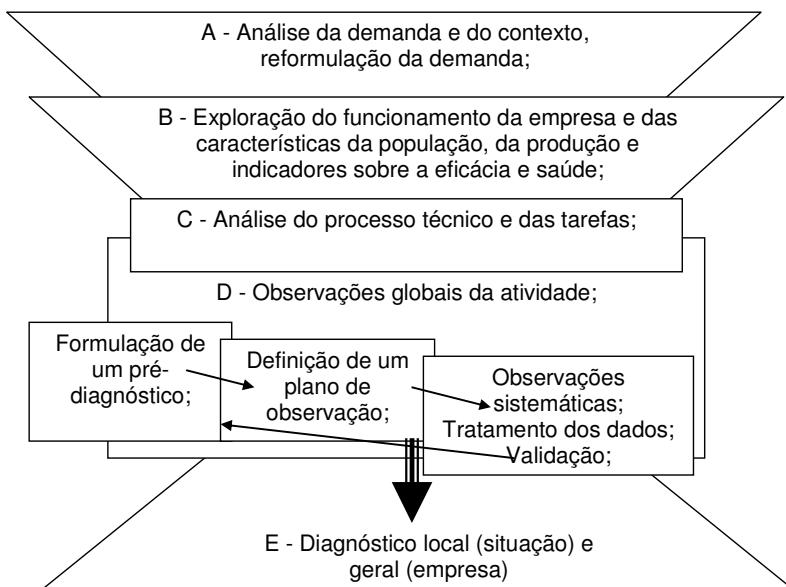 A - Análise da demanda e do contexto,
reformulação da demanda;
B - Exploração do funcionamento da empresa e das
características da população, da produção e
indicadores sobre a eficácia e saúde;
C - Análise do processo técnico e das tarefas;
D - Observações globais da atividade;
Formulação de
um pré-
diagnóstico;
Definição de um
plano de
observação;
Observações
sistemáticas;
Tratamento dos dados;
Validação;
E - Diagnóstico local (situação) e
geral (empresa)